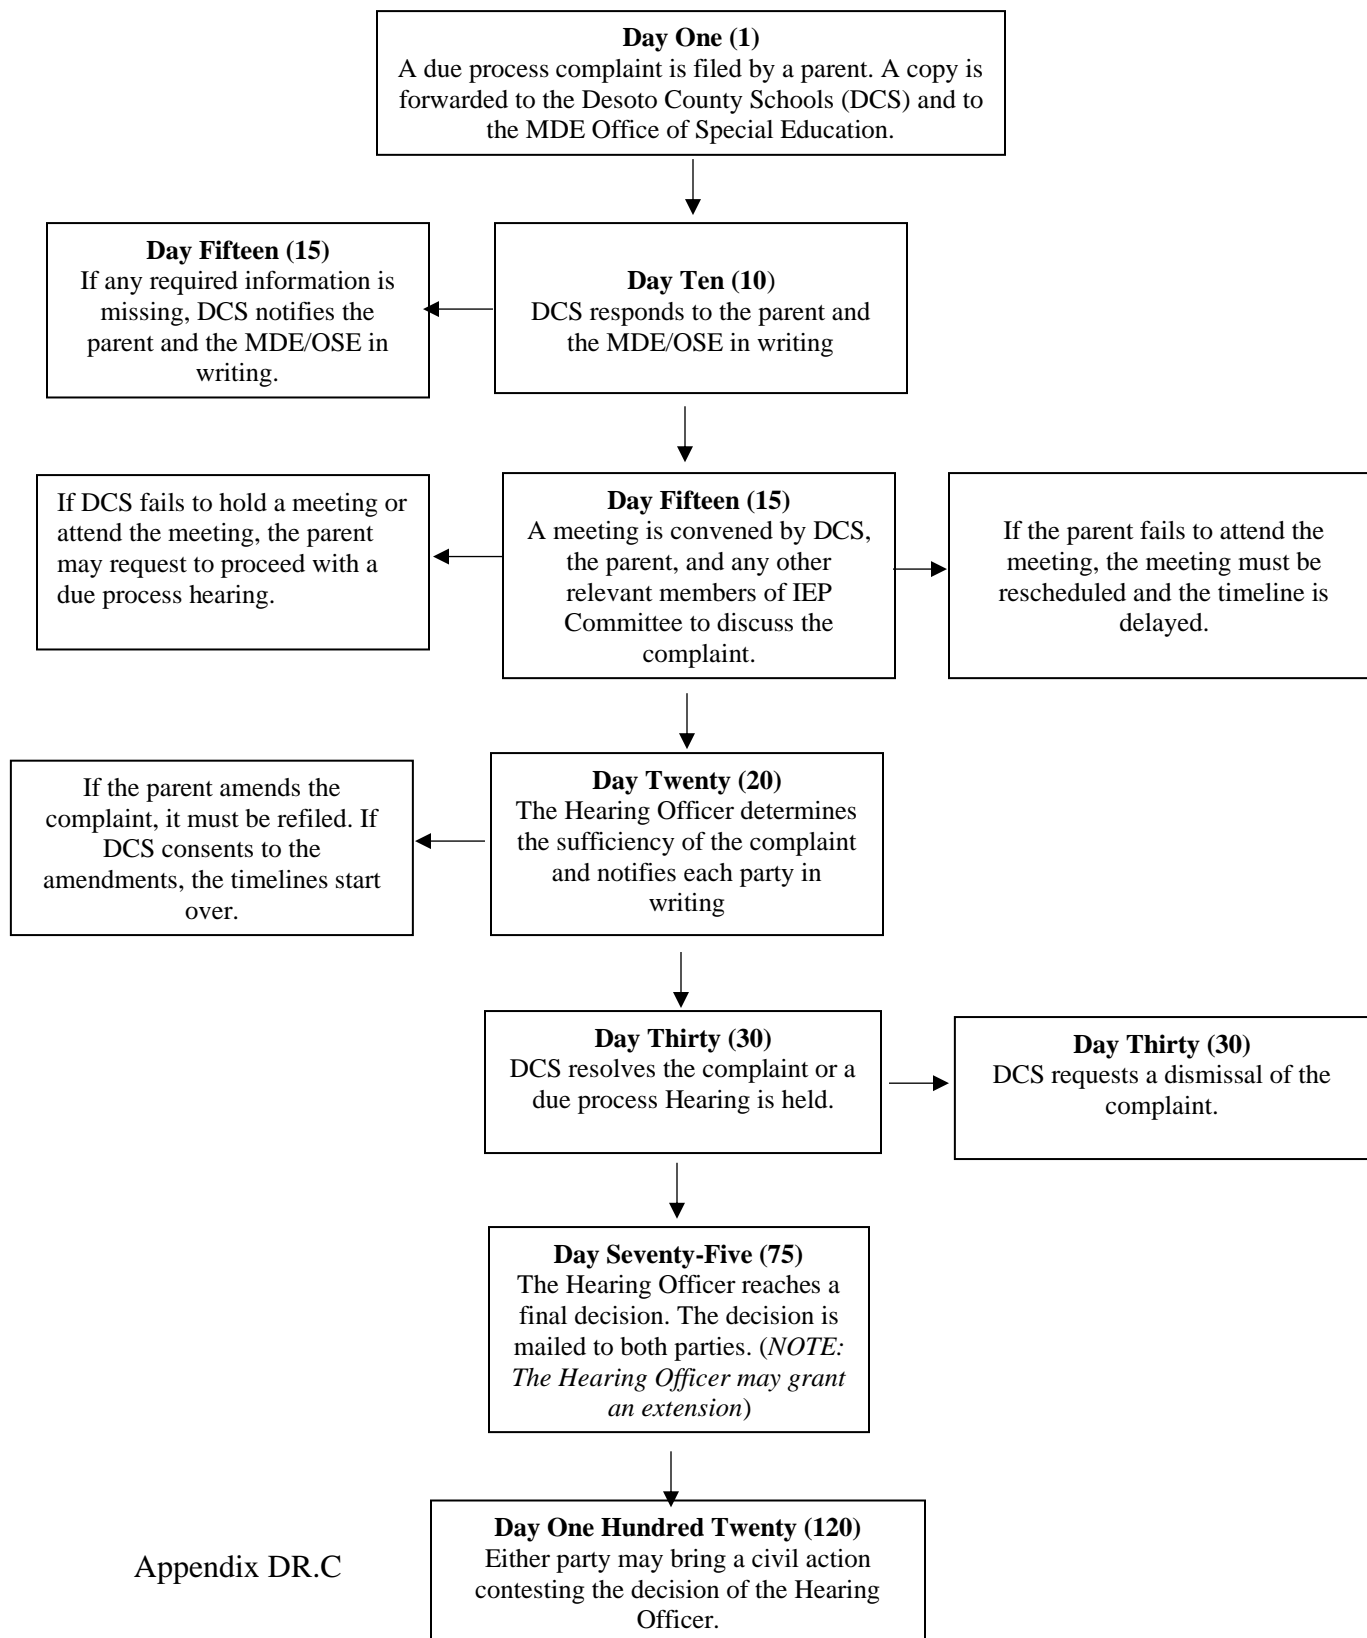 Day One (1)
A due process complaint is filed by a parent. A copy is
forwarded to the Desoto County Schools (DCS) and to
the MDE Office of Special Education.
Day Fifteen (15)
If any required information is
missing, DCS notifies the
parent and the MDE/OSE in
writing.
Day Ten (10)
DCS responds to the parent and
the MDE/OSE in writing
If DCS fails to hold a meeting or
attend the meeting, the parent
may request to proceed with a
due process hearing.
Day Fifteen (15)
A meeting is convened by DCS,
the parent, and any other
relevant members of IEP
Committee to discuss the
complaint.
If the parent fails to attend the
meeting, the meeting must be
rescheduled and the timeline is
delayed.
If the parent amends the
complaint, it must be refiled. If
DCS consents to the
amendments, the timelines start
over.
Day Twenty (20)
The Hearing Officer determines
the sufficiency of the complaint
and notifies each party in
writing
Day Thirty (30)
DCS resolves the complaint or a
due process Hearing is held.
Day Thirty (30)
DCS requests a dismissal of the
complaint.
Day Seventy-Five (75)
The Hearing Officer reaches a
final decision. The decision is
mailed to both parties. (NOTE:
The Hearing Officer may grant
an extension)
Day One Hundred Twenty (120)
Either party may bring a civil action
contesting the decision of the Hearing
Officer.
Appendix DR.C